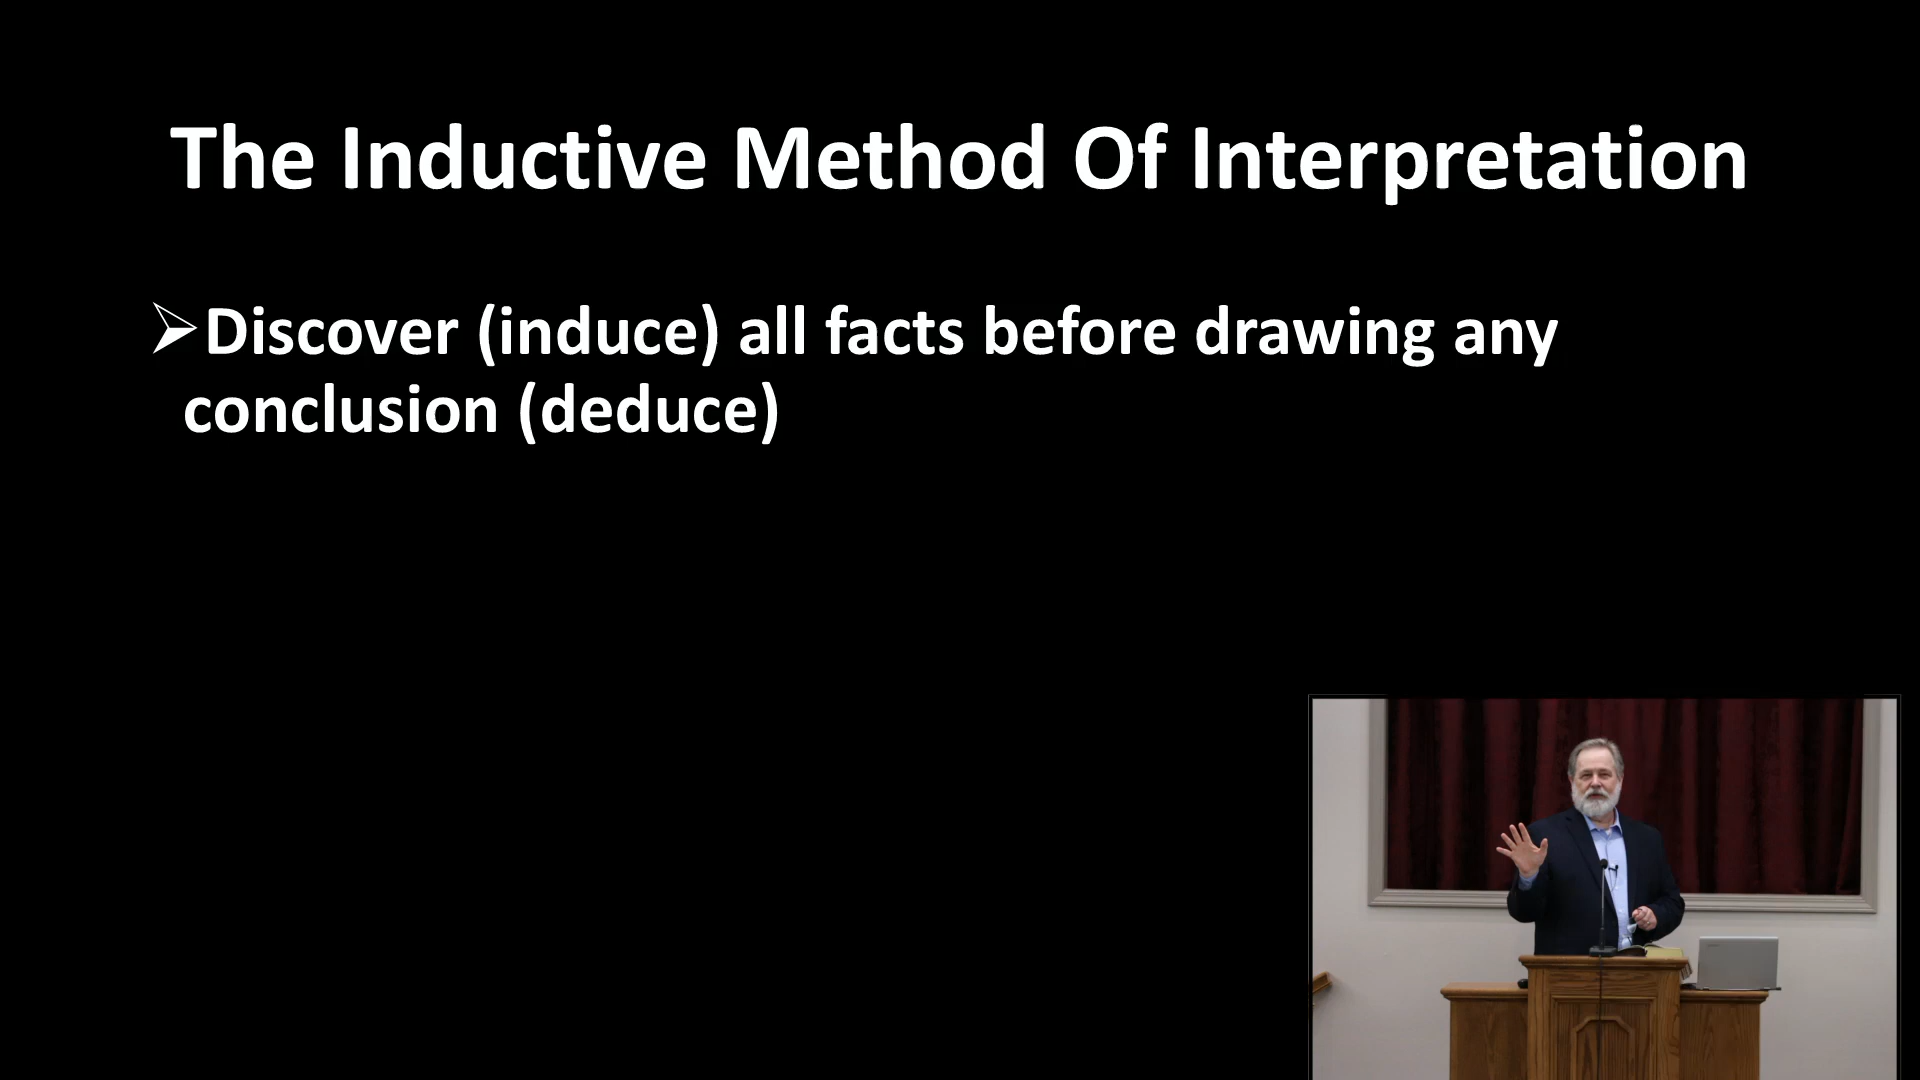 The Inductive Method Of Interpretation
➢Discover (induce) all facts before drawing any
conclusion (deduce)